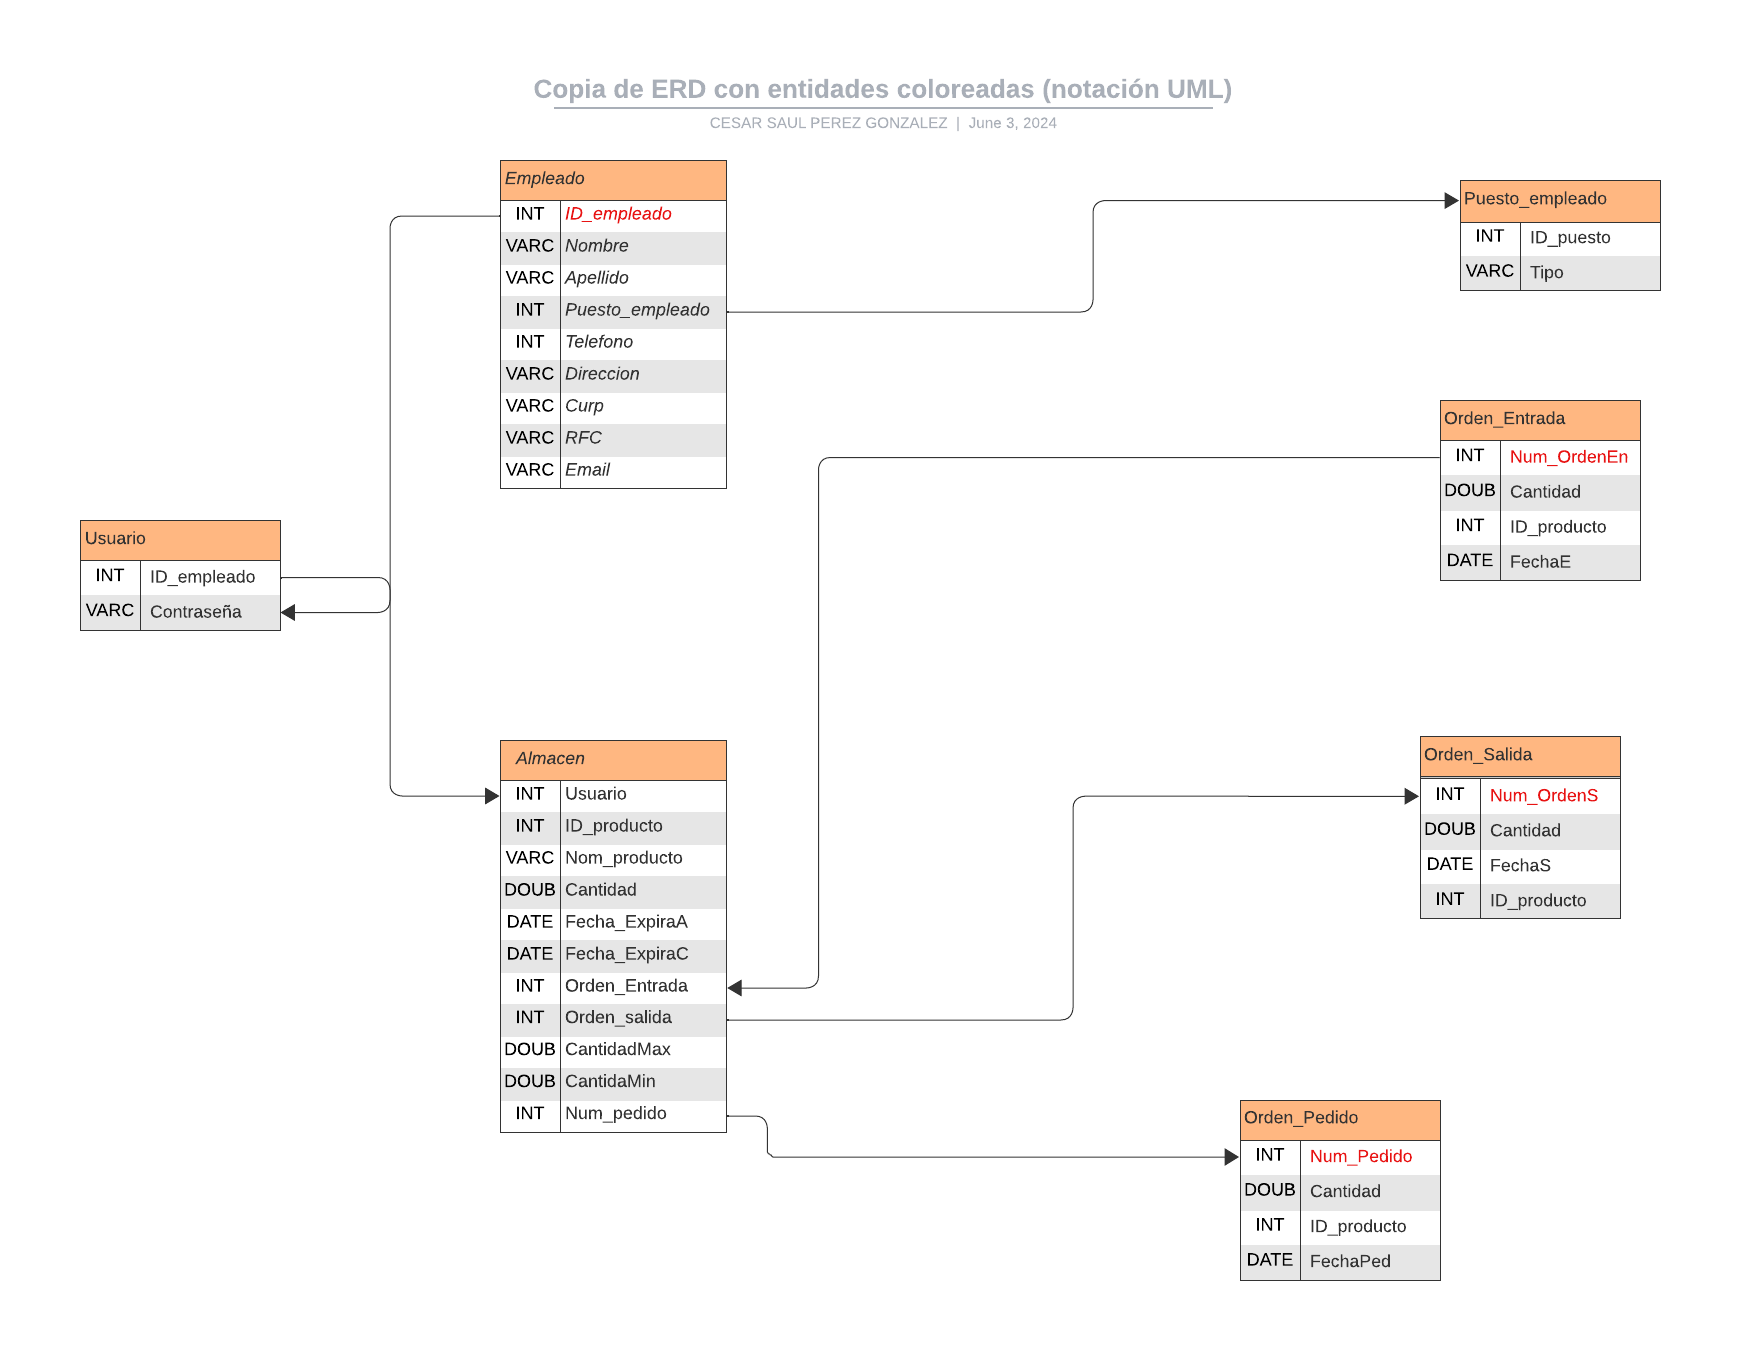 Copia de ERD con entidades coloreadas (notación UML)
CESAR SAUL PEREZ GONZALEZ | June 3, 2024
Empleado
INT ID_empleado
VARC Nombre
VARC Apellido
INT Puesto_empleado
INT Telefono
VARC Direccion
VARC Curp
VARC RFC
VARC Email
Puesto_empleado
INT ID_puesto
VARC Tipo
Orden_Entrada
INT Num_OrdenEn
DOUB Cantidad
INT ID_producto
DATE FechaE
Usuario
INT ID_empleado
VARC Contraseña
Almacen
INT Usuario
INT ID_producto
VARC Nom_producto
DOUB Cantidad
DATE Fecha_ExpiraA
DATE Fecha_ExpiraC
INT Orden_Entrada
INT Orden_salida
DOUB CantidadMax
DOUB CantidaMin
INT Num_pedido
Orden_Salida
INT Num_OrdenS
DOUB Cantidad
DATE FechaS
INT ID_producto
Orden_Pedido
INT Num_Pedido
DOUB Cantidad
INT ID_producto
DATE FechaPed